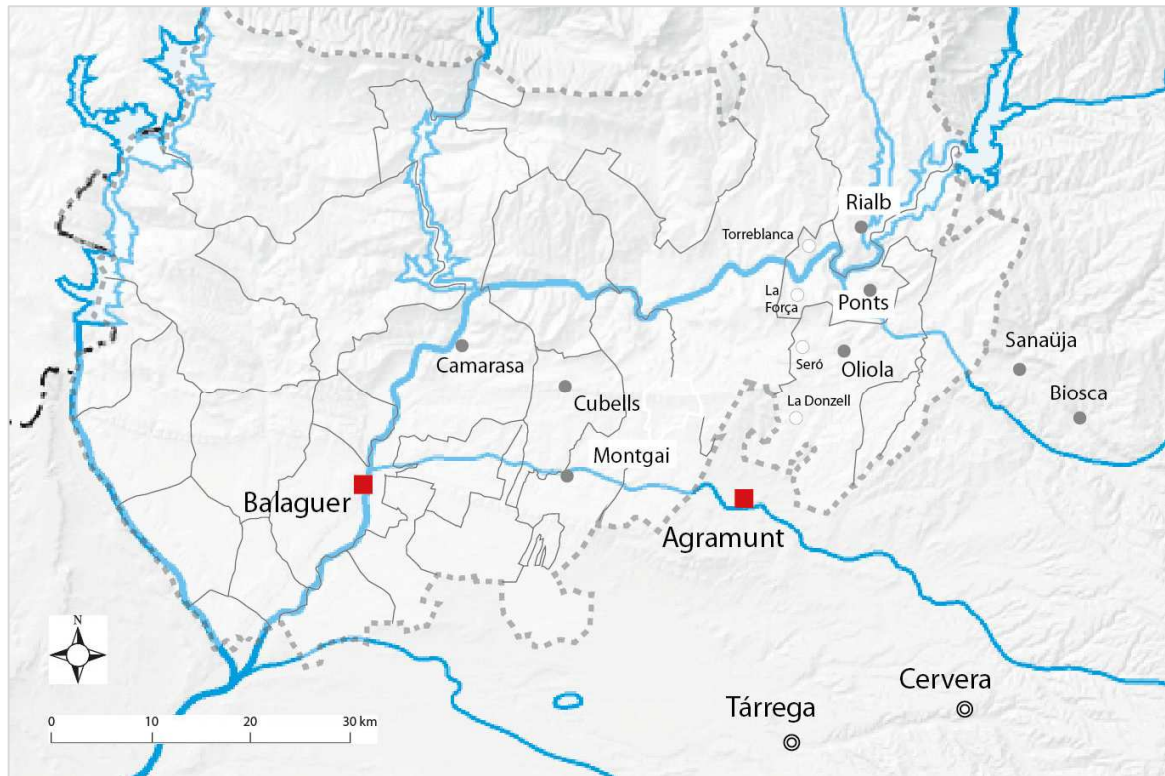 Rialb
Torreblanca
La
Força
Ponts
Sanaüja
Camarasa
Seró
Oliola
Cubells
La Donzell
Biosca
Montgai
Balaguer
Agramunt
N
Cervera
Tárrega
0 10 20 30 km